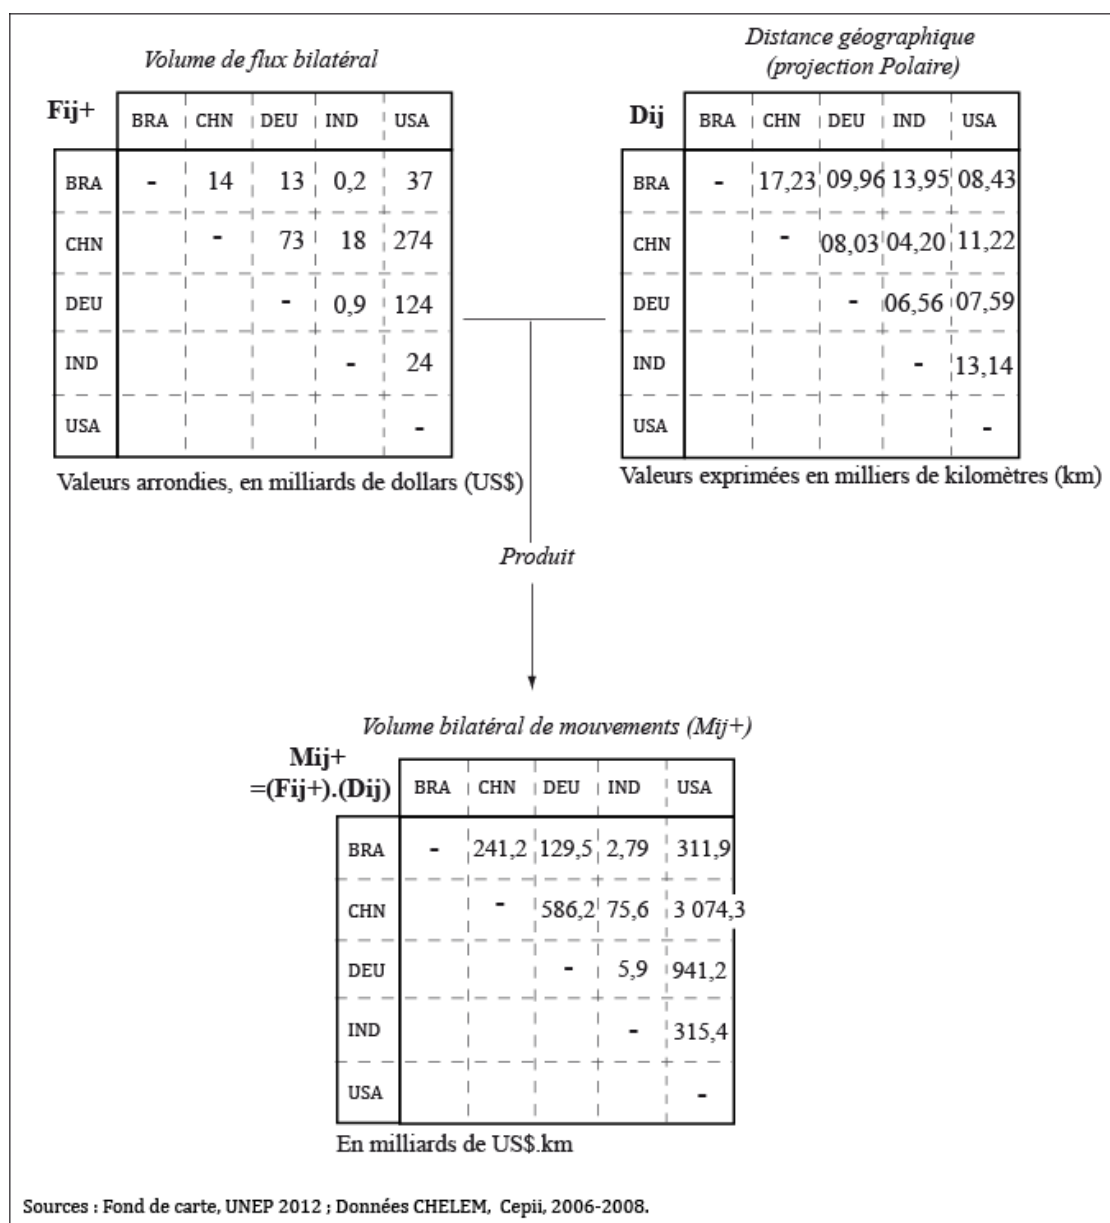 Volume de flux bilatéral
Fij+ BRA CHN DEU IND USA
BRA - 14 13 0,2 37
CHN - 73 18 274
DEU - 0,9 124
IND - 24
USA -
Valeurs arrondies, en milliards de dollars (US$)
Distance géographique
(projection Polaire)
Dij BRA CHN DEU IND USA
BRA - 17,23 09,96 13,95 08,43
CHN - 08,03 04,20 11,22
DEU - 06,56 07,59
IND - 13,14
USA -
Valeurs exprimées en milliers de kilomètres (km)
Produit
Volume bilatéral de mouvements (Mij+)
Mij+
=(Fij+).(Dij) BRA CHN DEU IND USA
BRA - 241,2 129,5 2,79 311,9
CHN - 586,2 75,6 3 074,3
DEU - 5,9 941,2
IND - 315,4
USA -
En milliards de US$.km
Sources : Fond de carte, UNEP 2012 ; Données CHELEM, Cepii, 2006-2008.